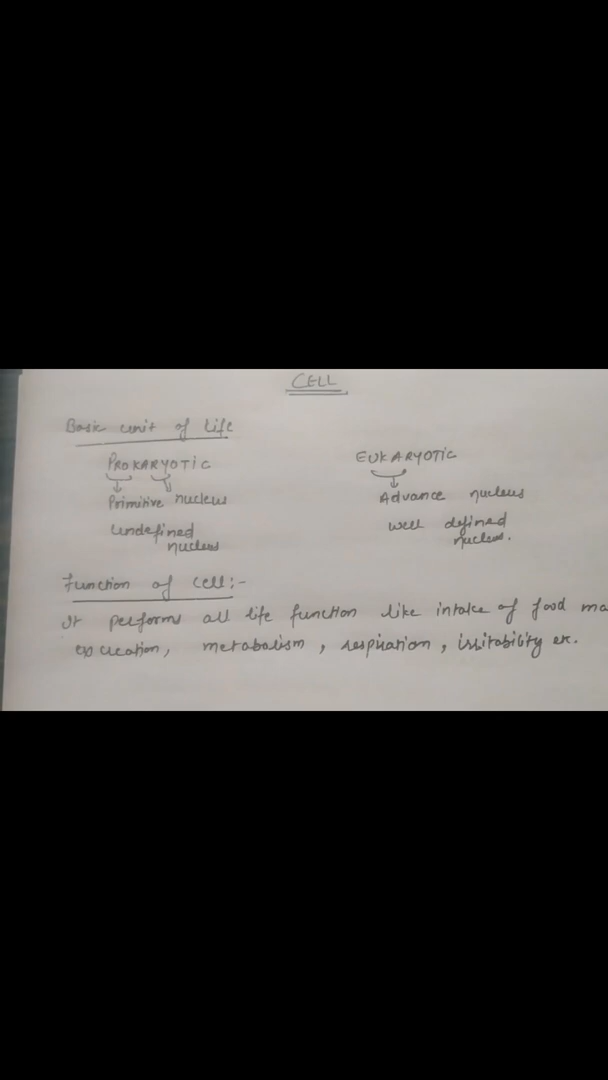 CELL
Basic unit of life
PROKARYOTIC EUKARYOTIC
Primitive nucleus Advance nucleus
undefined nucleus well defined nucleus.
Function of cell:-
It performs all life function like intake of food ma
excreation, metabolism, respiration, irritability etc.